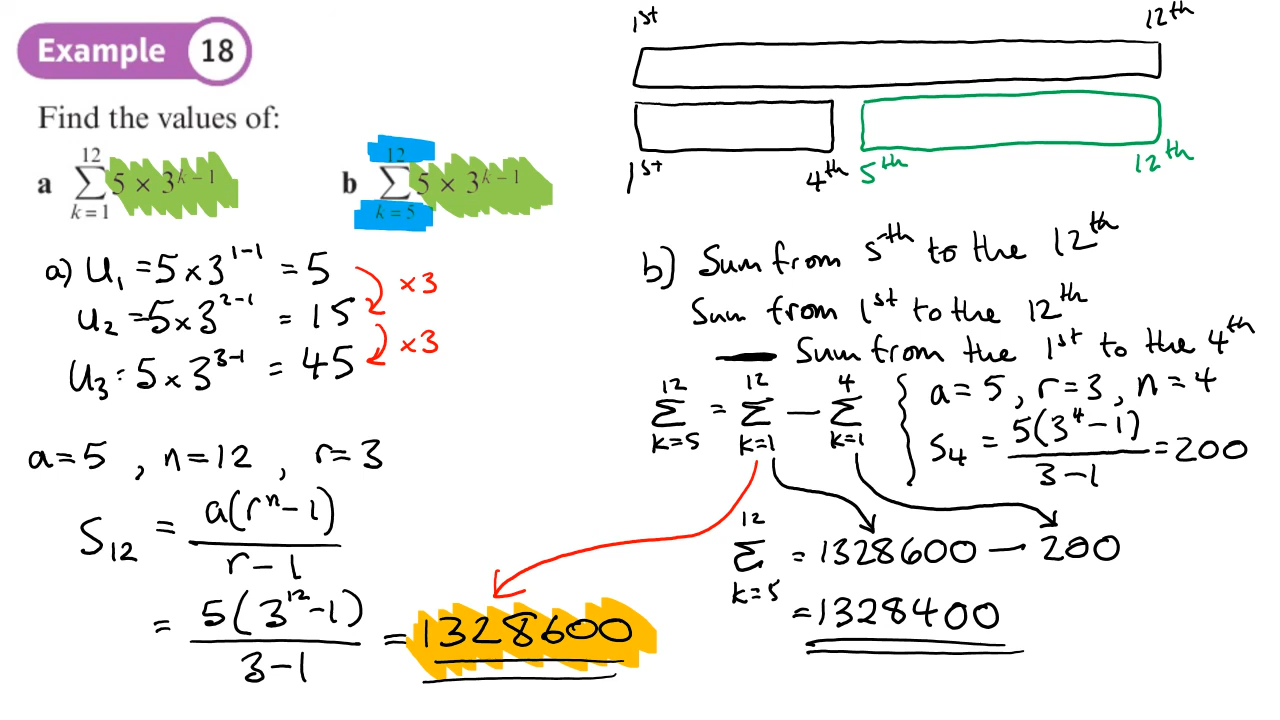 Example 18
Find the values of:
a ∑_{k=1}^{12} 5 × 3^{k−1}
b ∑_{k=5}^{12} 5 × 3^{k−1}
a) U₁ = 5 × 3^{1−1} = 5
×3
U₂ = 5 × 3^{2−1} = 15
×3
U₃ = 5 × 3^{3−1} = 45
a = 5 , n = 12 , r = 3
S₁₂ = a(rⁿ − 1) / r − 1
= 5(3^{12} − 1) / 3 − 1 = 1328600
1st 12th
1st 4th 5th 12th
b) Sum from 5th to the 12th
Sum from 1st to the 12th
— Sum from the 1st to the 4th
∑_{k=5}^{12} = ∑_{k=1}^{12} − ∑_{k=1}^{4}
a = 5 , r = 3 , n = 4
S₄ = 5(3⁴ − 1) / 3 − 1 = 200
∑_{k=5}^{12} = 1328600 − 200
= 1328400